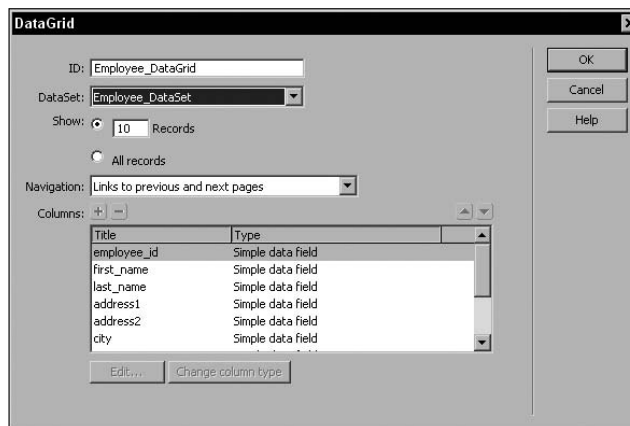 DataGrid
ID: Employee_DataGrid
OK
DataSet: Employee_DataSet
Cancel
Show: 10 Records
Help
All records
Navigation: Links to previous and next pages
Columns:
Title Type
employee_id Simple data field
first_name Simple data field
last_name Simple data field
address1 Simple data field
address2 Simple data field
city Simple data field
Edit... Change column type